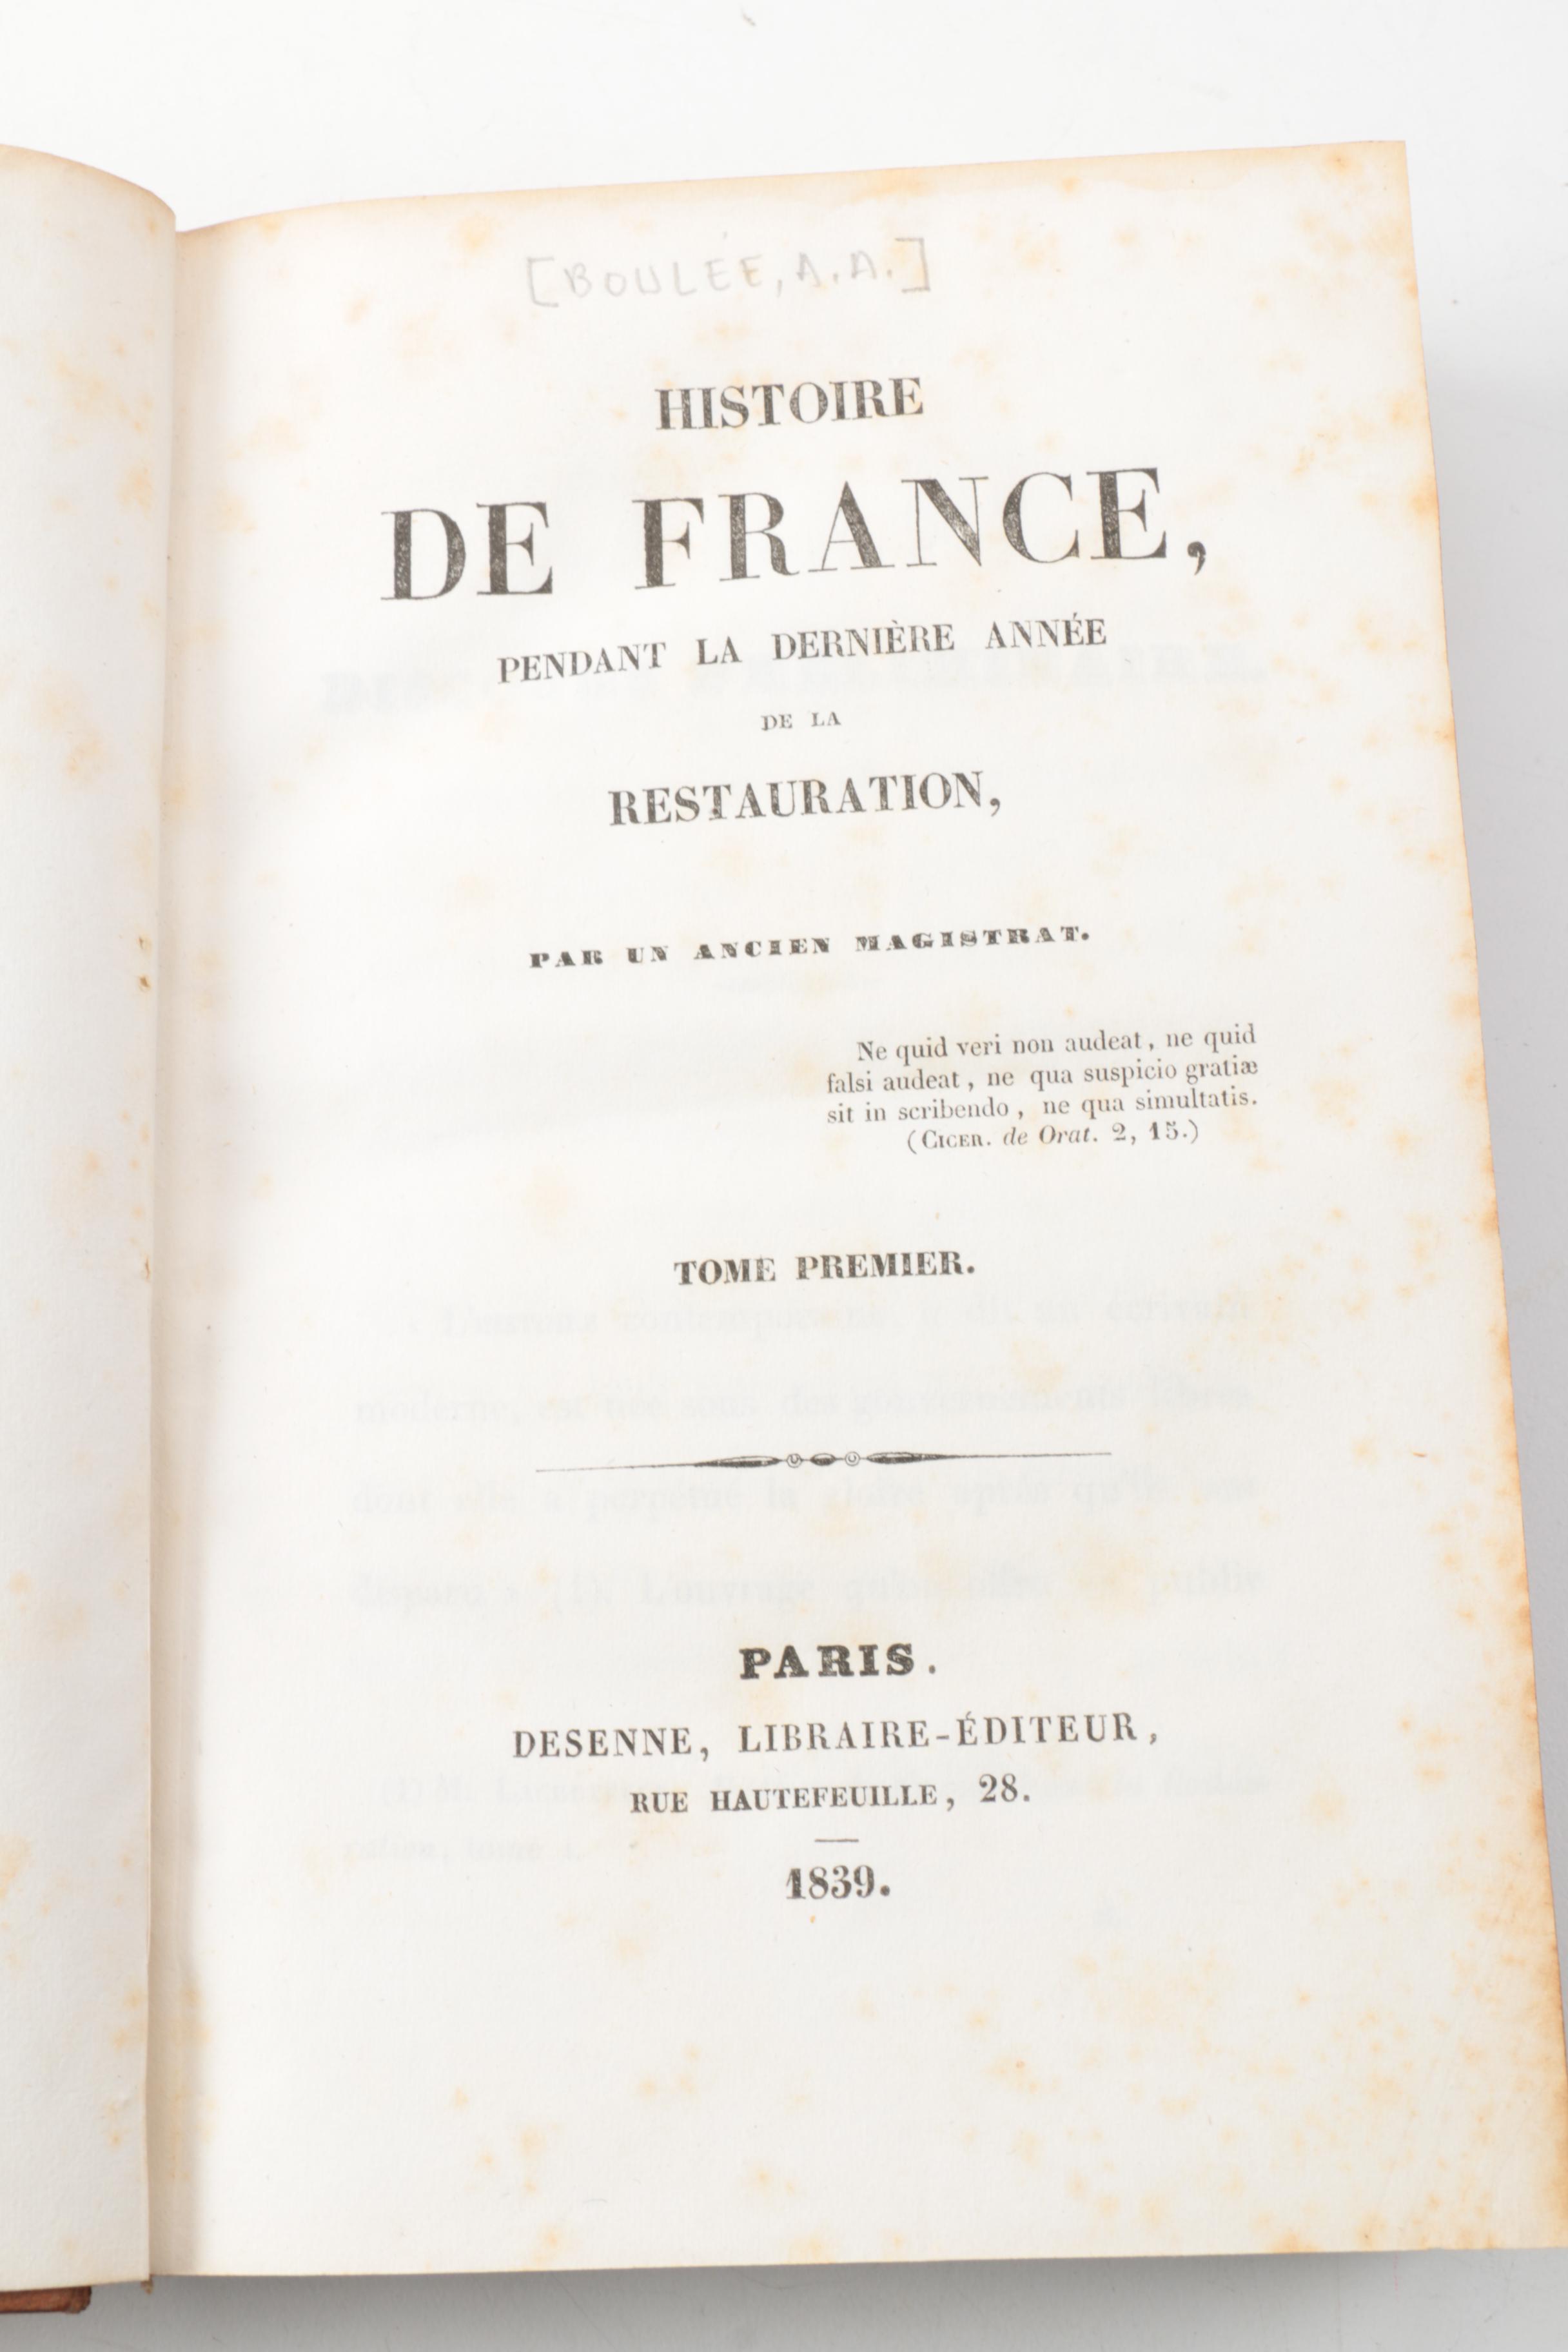 [BOULÉE, A.A.]
HISTOIRE
DE FRANCE,
PENDANT LA DERNIÈRE ANNÉE
DE LA
RESTAURATION,
PAR UN ANCIEN MAGISTRAT.
Ne quid veri non audeat, ne quid
falsi audeat, ne qua suspicio gratiæ
sit in scribendo, ne qua simultatis.
(CICER. de Orat. 2, 15.)
TOME PREMIER.
PARIS.
DESENNE, LIBRAIRE-ÉDITEUR,
RUE HAUTEFEUILLE, 28.
1839.